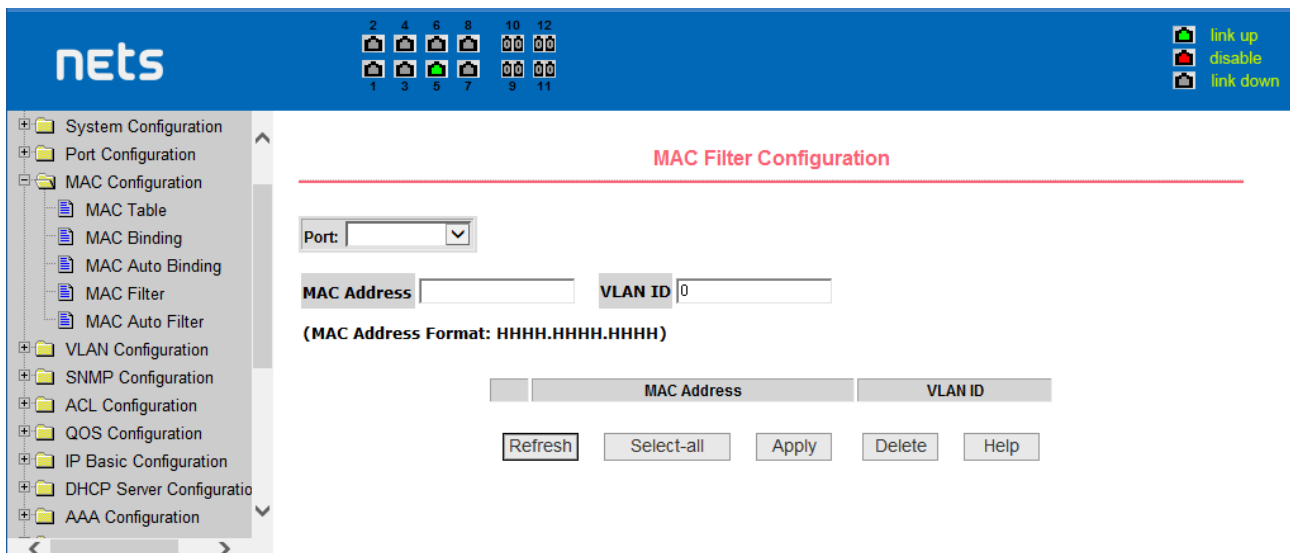 nets
2 4 6 8 10 12
1 3 5 7 9 11
link up
disable
link down
System Configuration
Port Configuration
MAC Configuration
MAC Table
MAC Binding
MAC Auto Binding
MAC Filter
MAC Auto Filter
VLAN Configuration
SNMP Configuration
ACL Configuration
QOS Configuration
IP Basic Configuration
DHCP Server Configuratio
AAA Configuration
MAC Filter Configuration
Port:
MAC Address VLAN ID 0
(MAC Address Format: HHHH.HHHH.HHHH)
MAC Address VLAN ID
Refresh Select-all Apply Delete Help